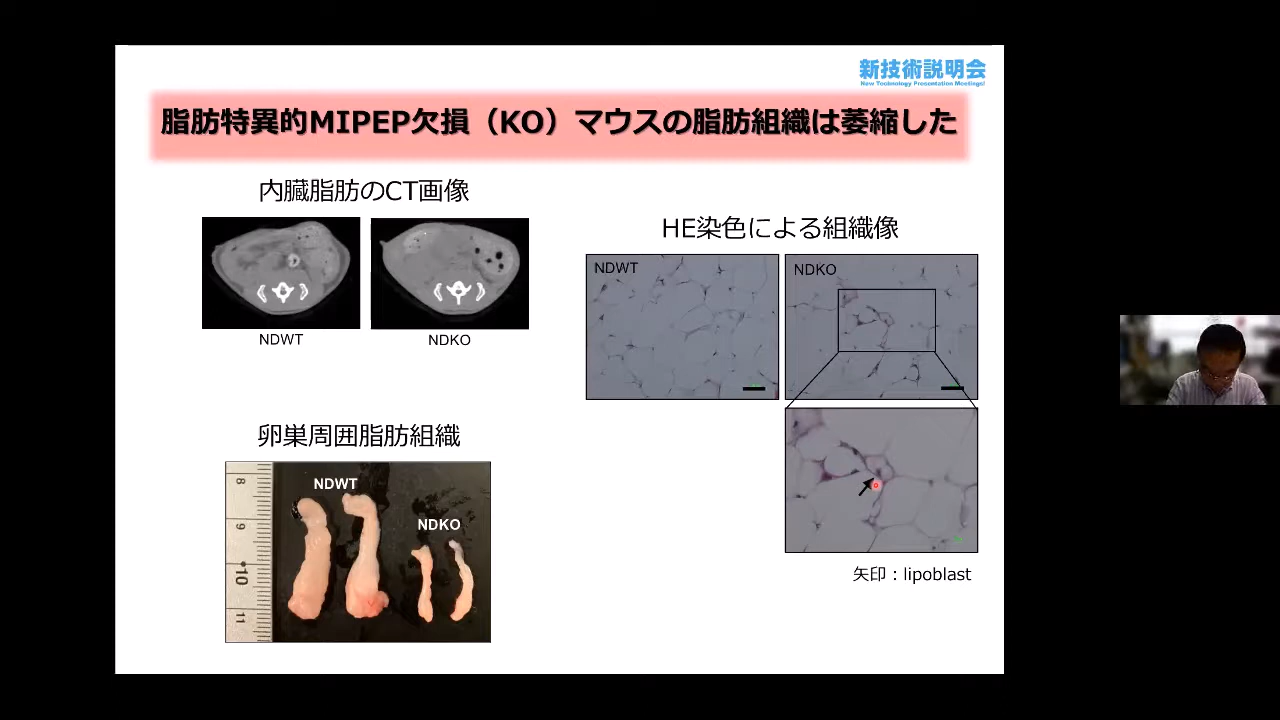 新技術説明会
New Technology Presentation Meetings!
脂肪特異的MIPEP欠損（KO）マウスの脂肪組織は萎縮した
内臓脂肪のCT画像
NDWT
NDKO
HE染色による組織像
NDWT
NDKO
矢印：lipoblast
卵巣周囲脂肪組織
NDWT
NDKO
8
9
10
11